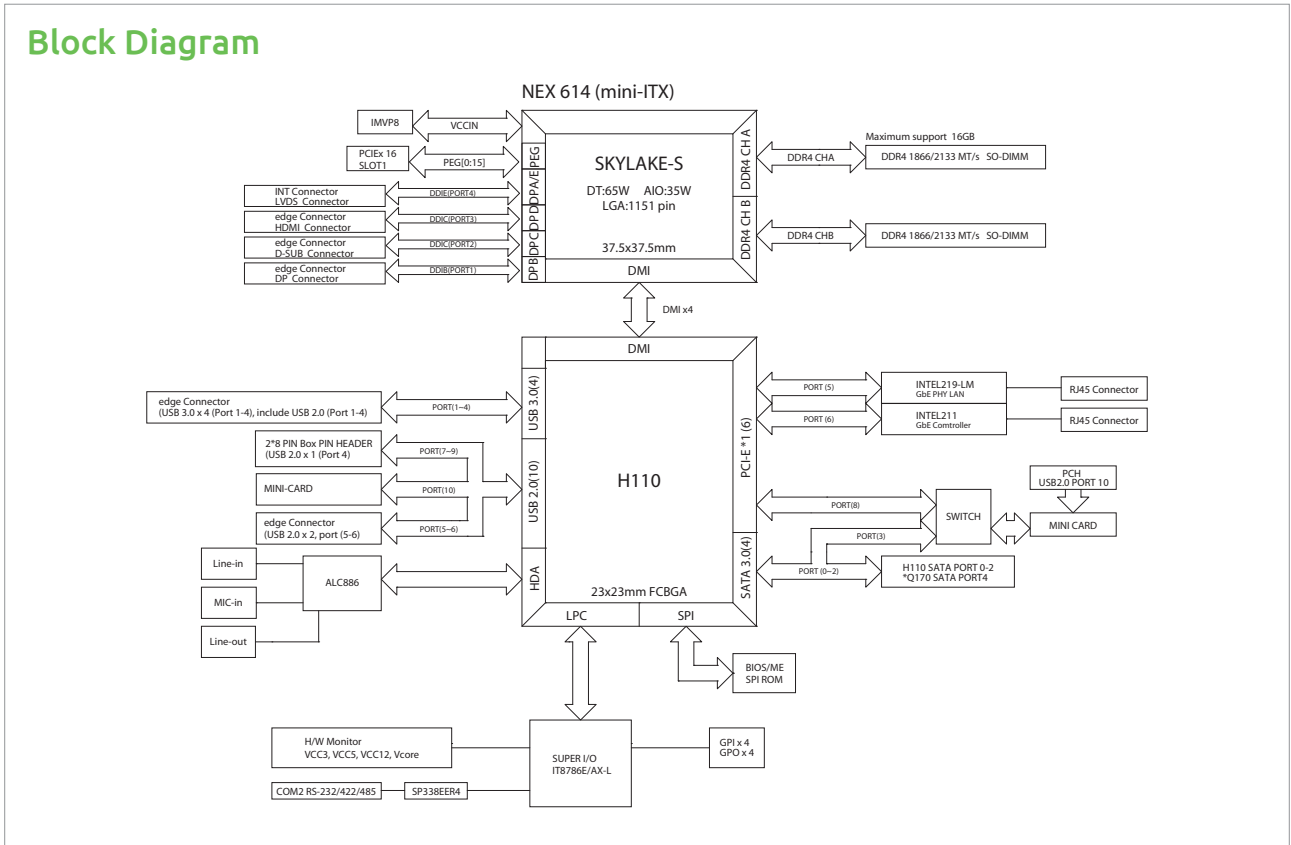 Block Diagram
NEX 614 (mini-ITX)
IMVP8
VCCIN
PCIEx 16
SLOT1
PEG[0:15]
INT Connector
LVDS Connector
DDIE(PORT4)
edge Connector
HDMI Connector
DDIC(PORT3)
edge Connector
D-SUB Connector
DDIC(PORT2)
edge Connector
DP Connector
DDIB(PORT1)
PEG
DPA/E
DPD
DPC
DPB
SKYLAKE-S
DT:65W AIO:35W
LGA:1151 pin
37.5x37.5mm
DMI
DDR4 CH A
DDR4 CH B
Maximum support 16GB
DDR4 CHA
DDR4 1866/2133 MT/s SO-DIMM
DDR4 CHB
DDR4 1866/2133 MT/s SO-DIMM
DMI x4
DMI
edge Connector
(USB 3.0 x 4 (Port 1-4), include USB 2.0 (Port 1-4)
PORT(1~4)
2*8 PIN Box PIN HEADER
(USB 2.0 x 1 (Port 4)
PORT(7~9)
MINI-CARD
PORT(10)
edge Connector
(USB 2.0 x 2, port (5-6)
PORT(5~6)
Line-in
MIC-in
Line-out
ALC886
USB 3.0(4)
USB 2.0(10)
HDA
H110
23x23mm FCBGA
LPC
SPI
PCI-E *1 (6)
SATA 3.0(4)
PORT (5)
INTEL219-LM
GbE PHY LAN
RJ45 Connector
PORT (6)
INTEL211
GbE Comtroller
RJ45 Connector
PORT(8)
SWITCH
PCH
USB2.0 PORT 10
MINI CARD
PORT(3)
PORT (0~2)
H110 SATA PORT 0-2
*Q170 SATA PORT4
BIOS/ME
SPI ROM
H/W Monitor
VCC3, VCC5, VCC12, Vcore
SUPER I/O
IT8786E/AX-L
GPI x 4
GPO x 4
COM2 RS-232/422/485
SP338EER4